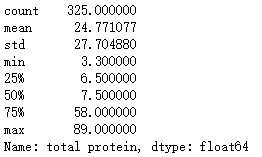 count    325.000000
mean      24.771077
std       27.704880
min        3.300000
25%        6.500000
50%        7.500000
75%       58.000000
max       89.000000
Name: total protein, dtype: float64